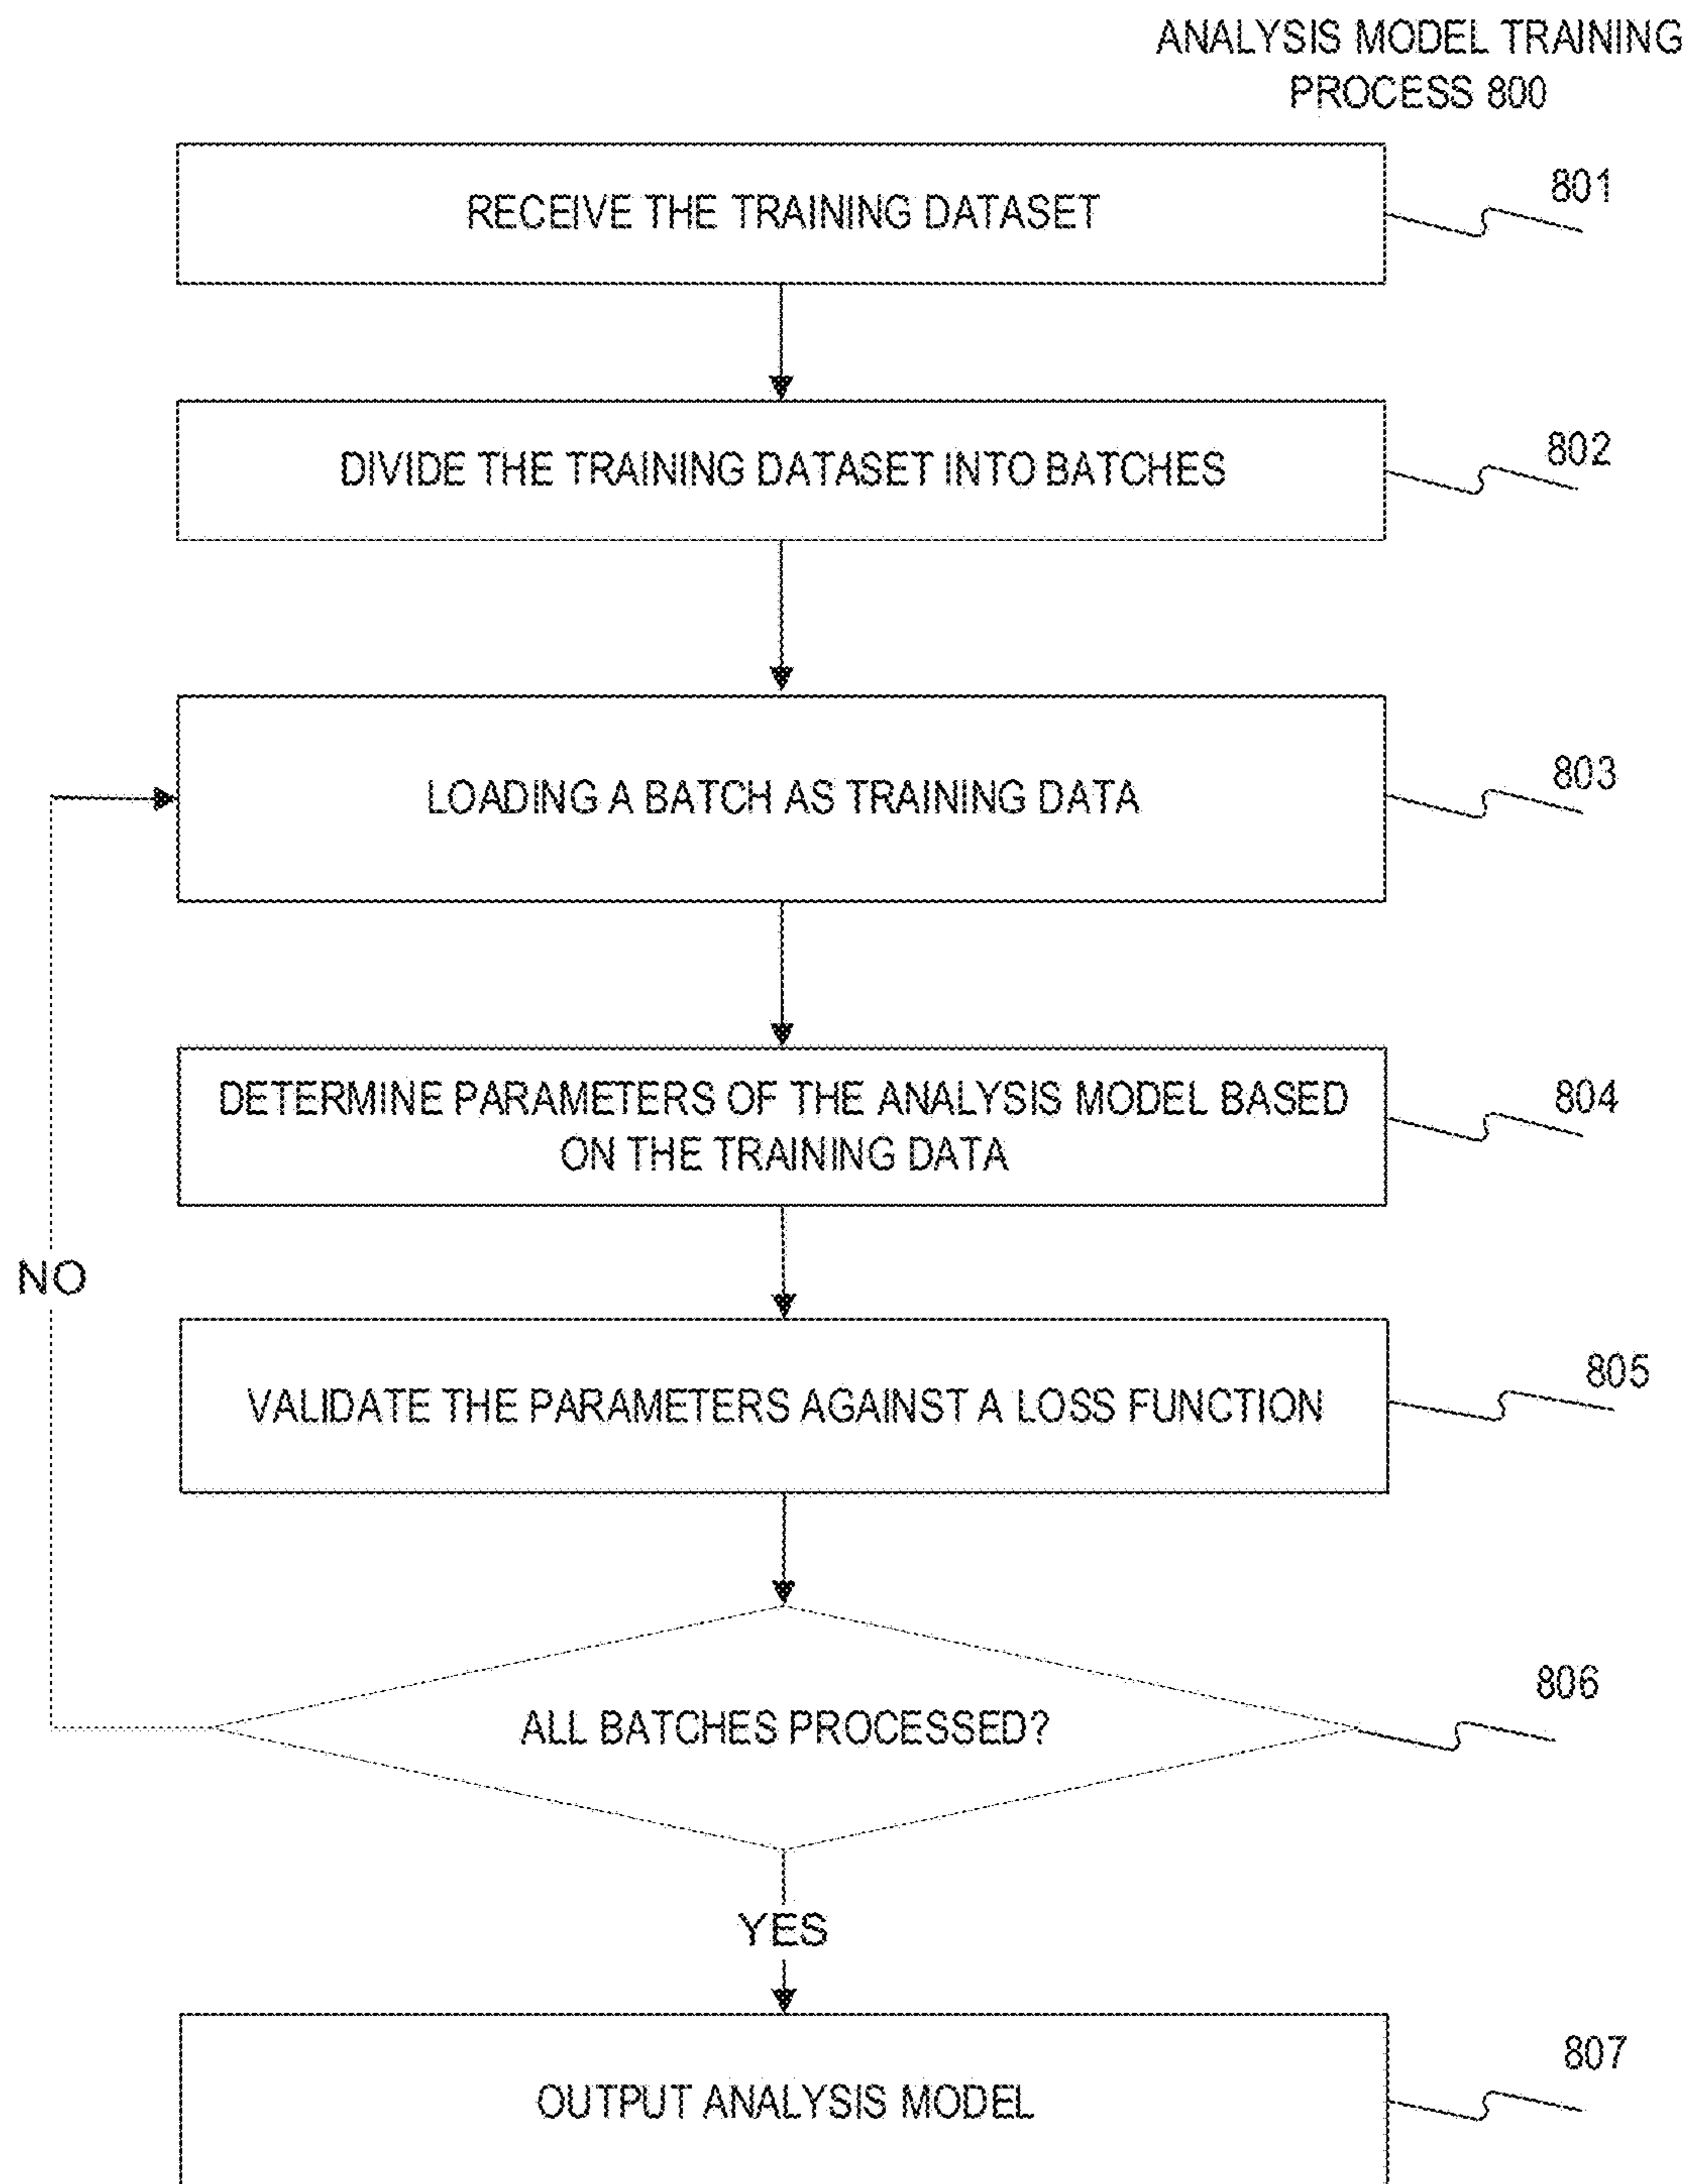 ANALYSIS MODEL TRAINING
PROCESS 800
RECEIVE THE TRAINING DATASET
801
DIVIDE THE TRAINING DATASET INTO BATCHES
802
LOADING A BATCH AS TRAINING DATA
803
DETERMINE PARAMETERS OF THE ANALYSIS MODEL BASED
ON THE TRAINING DATA
804
NO
VALIDATE THE PARAMETERS AGAINST A LOSS FUNCTION
805
ALL BATCHES PROCESSED?
806
YES
OUTPUT ANALYSIS MODEL
807